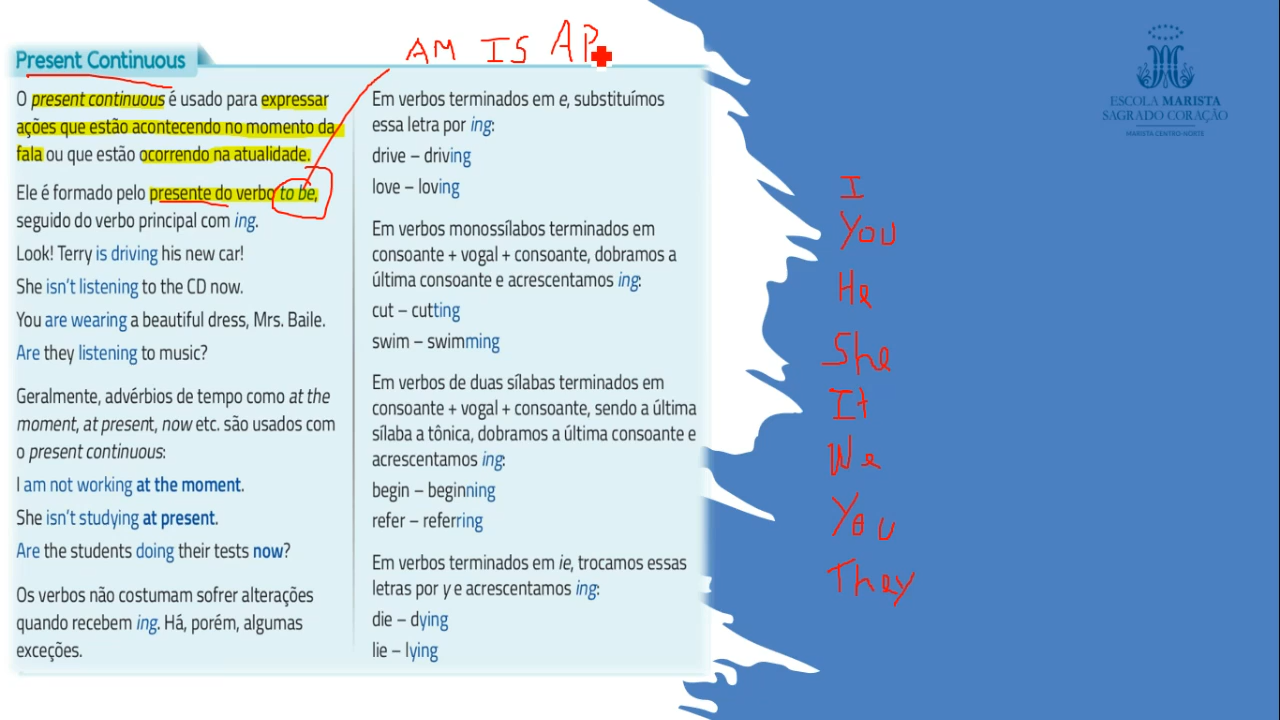 AM IS AR
Present Continuous
O present continuous é usado para expressar
ações que estão acontecendo no momento da
fala ou que estão ocorrendo na atualidade.
Ele é formado pelo presente do verbo to be,
seguido do verbo principal com ing.
Look! Terry is driving his new car!
She isn't listening to the CD now.
You are wearing a beautiful dress, Mrs. Baile.
Are they listening to music?
Geralmente, advérbios de tempo como at the
moment, at present, now etc. são usados com
o present continuous:
I am not working at the moment.
She isn't studying at present.
Are the students doing their tests now?
Os verbos não costumam sofrer alterações
quando recebem ing. Há, porém, algumas
exceções.
Em verbos terminados em e, substituímos
essa letra por ing:
drive – driving
love – loving
Em verbos monossílabos terminados em
consoante + vogal + consoante, dobramos a
última consoante e acrescentamos ing:
cut – cutting
swim – swimming
Em verbos de duas sílabas terminados em
consoante + vogal + consoante, sendo a última
sílaba a tônica, dobramos a última consoante e
acrescentamos ing:
begin – beginning
refer – referring
Em verbos terminados em ie, trocamos essas
letras por y e acrescentamos ing:
die – dying
lie – lying
ESCOLA MARISTA
SAGRADO CORAÇÃO
MARISTA CENTRO-NORTE
I
YOU
He
She
It
We
YOU
They